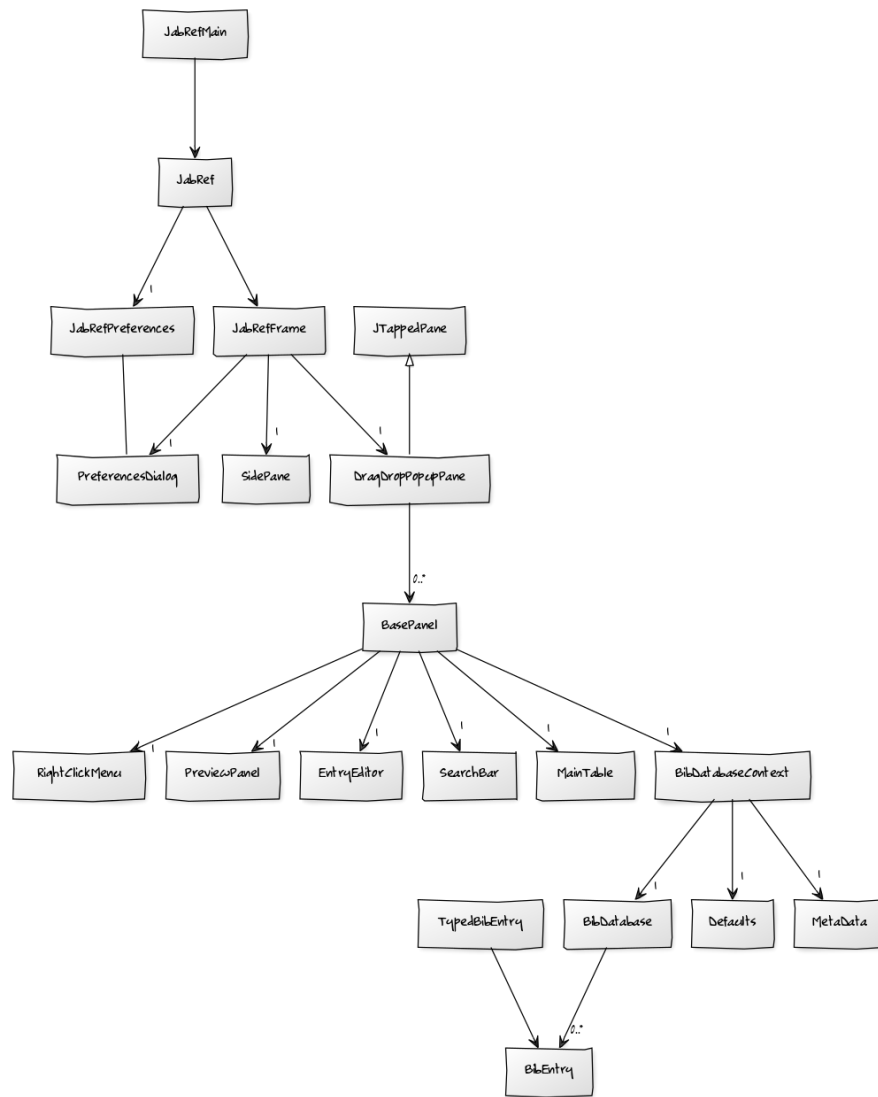 JabRefMain
JabRef
1
JabRefPreferences
JabRefFrame
JTappedPane
1
1
1
PreferencesDialog
SidePane
DragDropPopupPane
0..*
BasePanel
1
1
1
1
1
1
RightClickMenu
PreviewPanel
EntryEditor
SearchBar
MainTable
BibDatabaseContext
1
1
1
TypedBibEntry
BibDatabase
Defaults
MetaData
0..*
BibEntry